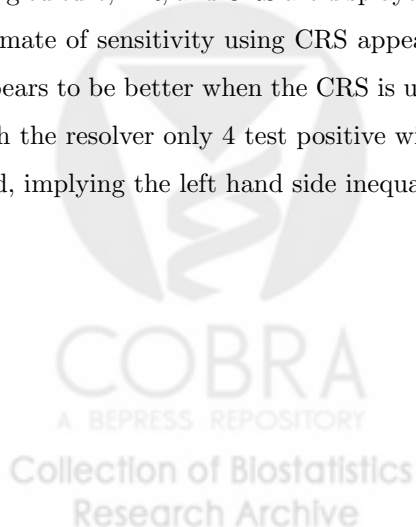 mate of sensitivity using CRS appea
pears to be better when the CRS is u
h the resolver only 4 test positive wi
d, implying the left hand side inequa
COBRA
A BEPRESS REPOSITORY
Collection of Biostatistics
Research Archive